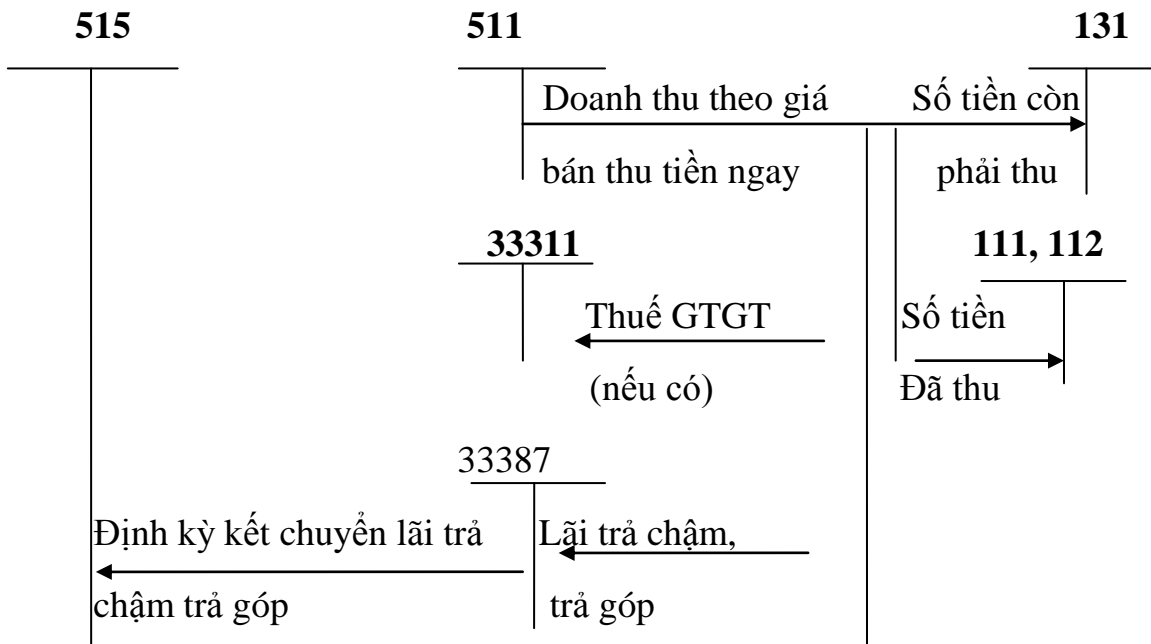 515 511 131
Doanh thu theo giá Số tiền còn
bán thu tiền ngay phải thu
33311 111, 112
Thuế GTGT Số tiền
(nếu có) Đã thu
33387
Định kỳ kết chuyển lãi trả Lãi trả chậm,
chậm trả góp trả góp